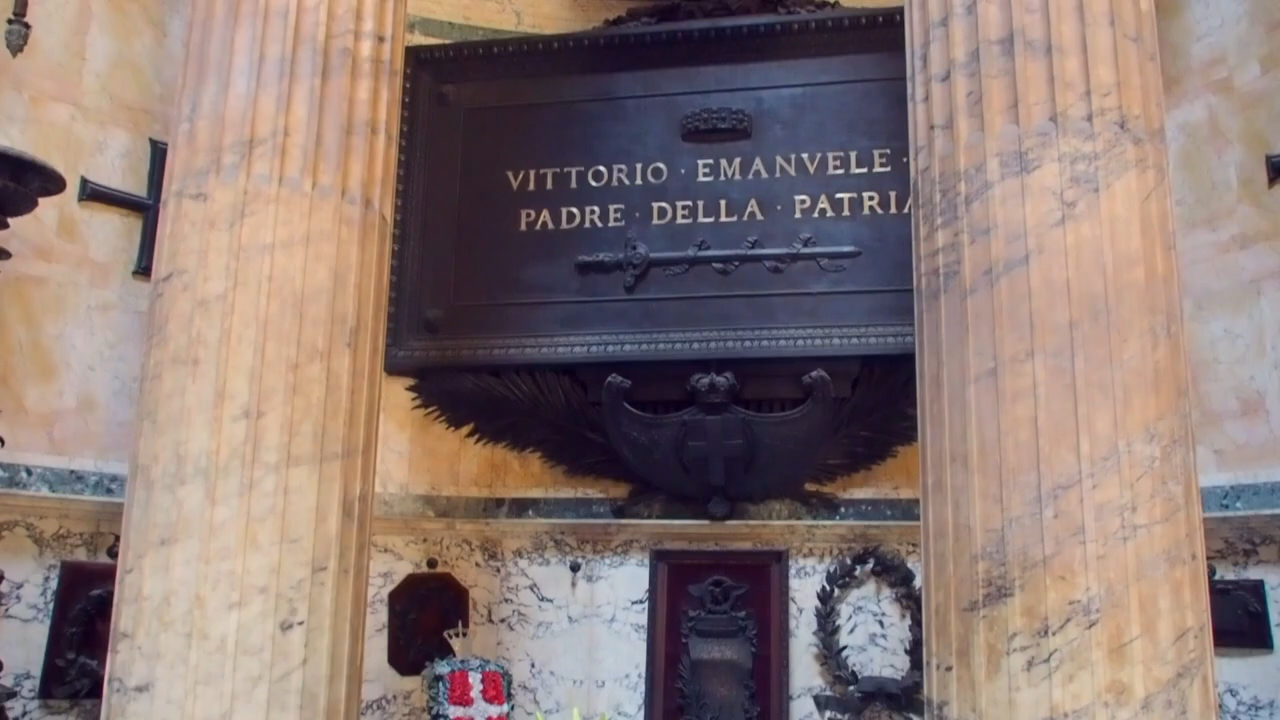 VITTORIO · EMANVELE ·
PADRE · DELLA · PATRIA